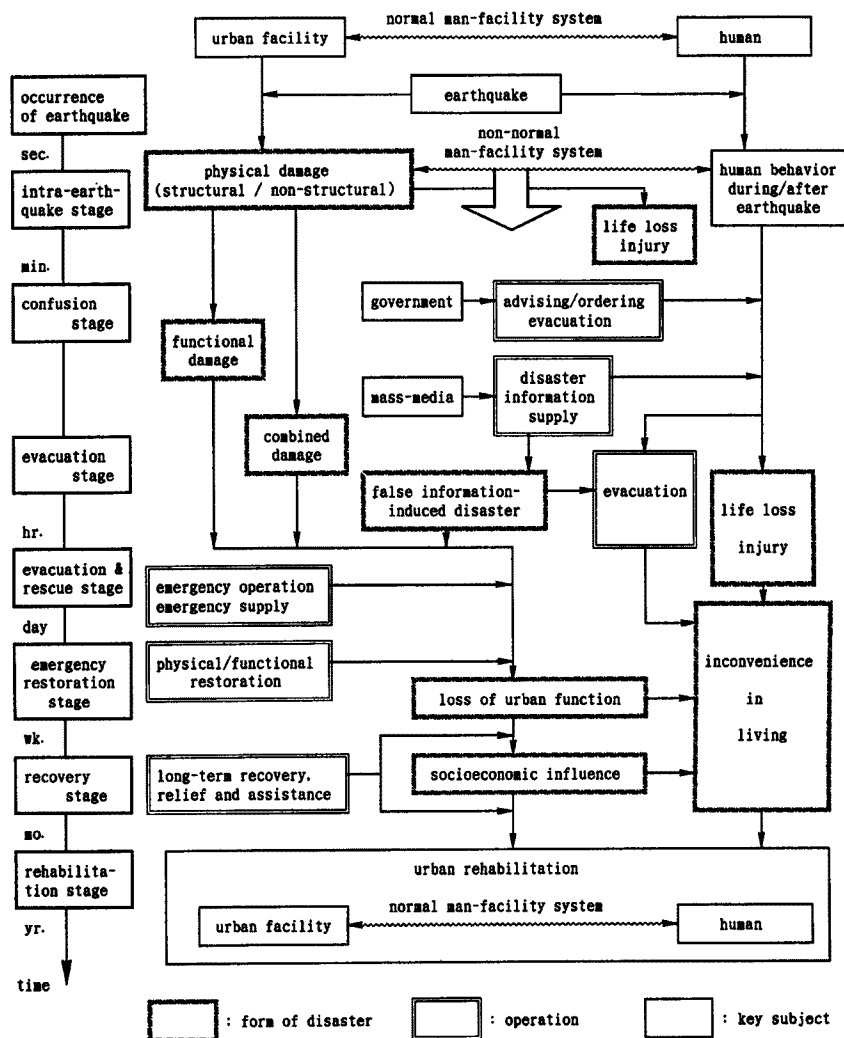 normal man-facility system
urban facility
human
occurrence
of earthquake
earthquake
sec.
non-normal
man-facility system
physical damage
(structural / non-structural)
human behavior
during/after
earthquake
intra-earth-
quake stage
life loss
injury
min.
confusion
stage
government
advising/ordering
evacuation
functional
damage
mass-media
disaster
information
supply
combined
damage
evacuation
stage
false information-
induced disaster
evacuation
life loss
injury
hr.
evacuation &
rescue stage
emergency operation
emergency supply
day
emergency
restoration
stage
physical/functional
restoration
inconvenience
in
living
loss of urban function
wk.
recovery
stage
long-term recovery,
relief and assistance
socioeconomic influence
mo.
rehabilita-
tion stage
urban rehabilitation
normal man-facility system
urban facility
human
yr.
time
: form of disaster
: operation
: key subject